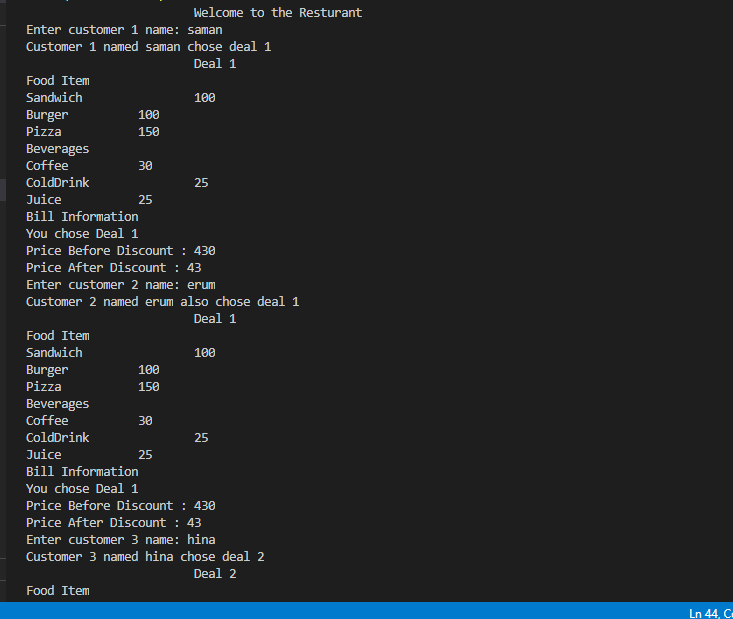 Welcome to the Resturant
Enter customer 1 name: saman
Customer 1 named saman chose deal 1
Deal 1
Food Item
Sandwich 100
Burger 100
Pizza 150
Beverages
Coffee 30
ColdDrink 25
Juice 25
Bill Information
You chose Deal 1
Price Before Discount : 430
Price After Discount : 43
Enter customer 2 name: erum
Customer 2 named erum also chose deal 1
Deal 1
Food Item
Sandwich 100
Burger 100
Pizza 150
Beverages
Coffee 30
ColdDrink 25
Juice 25
Bill Information
You chose Deal 1
Price Before Discount : 430
Price After Discount : 43
Enter customer 3 name: hina
Customer 3 named hina chose deal 2
Deal 2
Food Item
Ln 44,